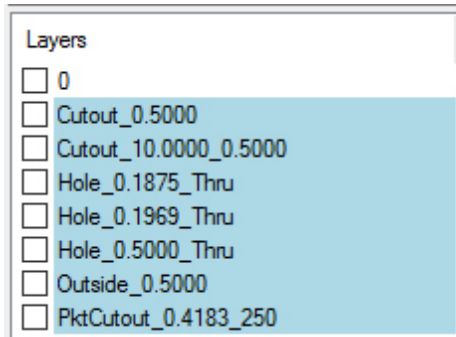 Layers
0
Cutout_0.5000
Cutout_10.0000_0.5000
Hole_0.1875_Thru
Hole_0.1969_Thru
Hole_0.5000_Thru
Outside_0.5000
PktCutout_0.4183_250